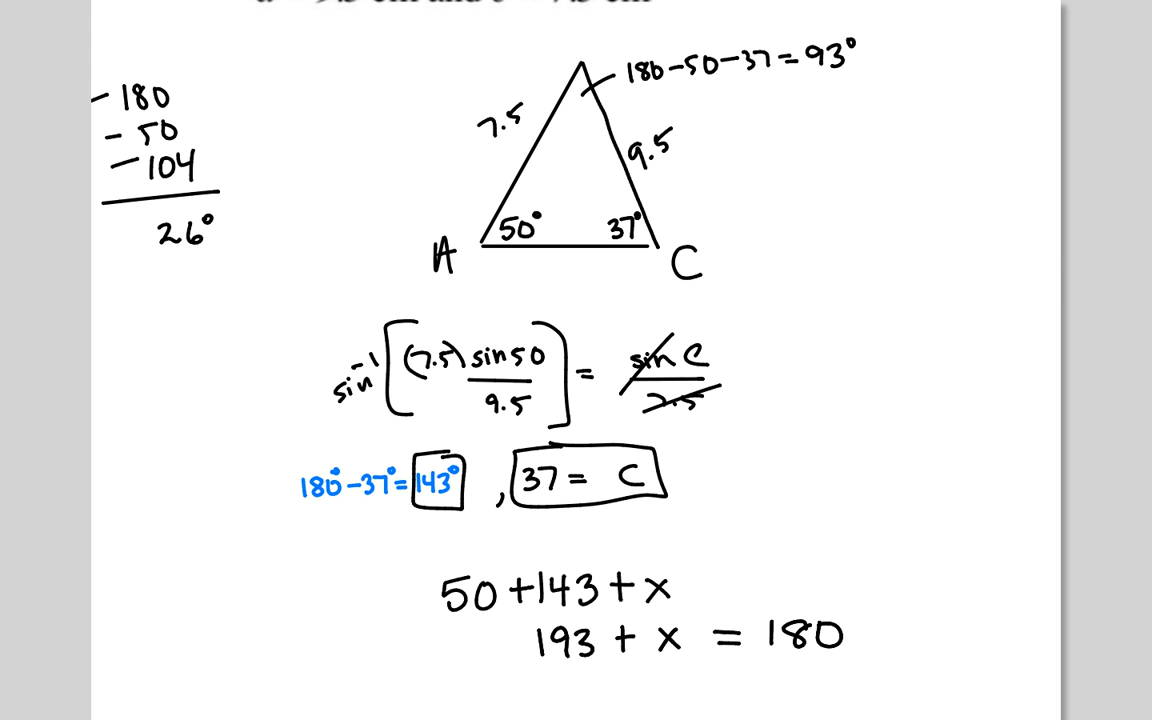 180-50-37=93°
- 180
- 50
- 104
26°
7.5
9.5
50°
37°
A
C
sin⁻¹[(7.5) sin50 / 9.5] = sin C / 7.5
180°-37°=143° , 37 = C
50+143+x
193 + x = 180